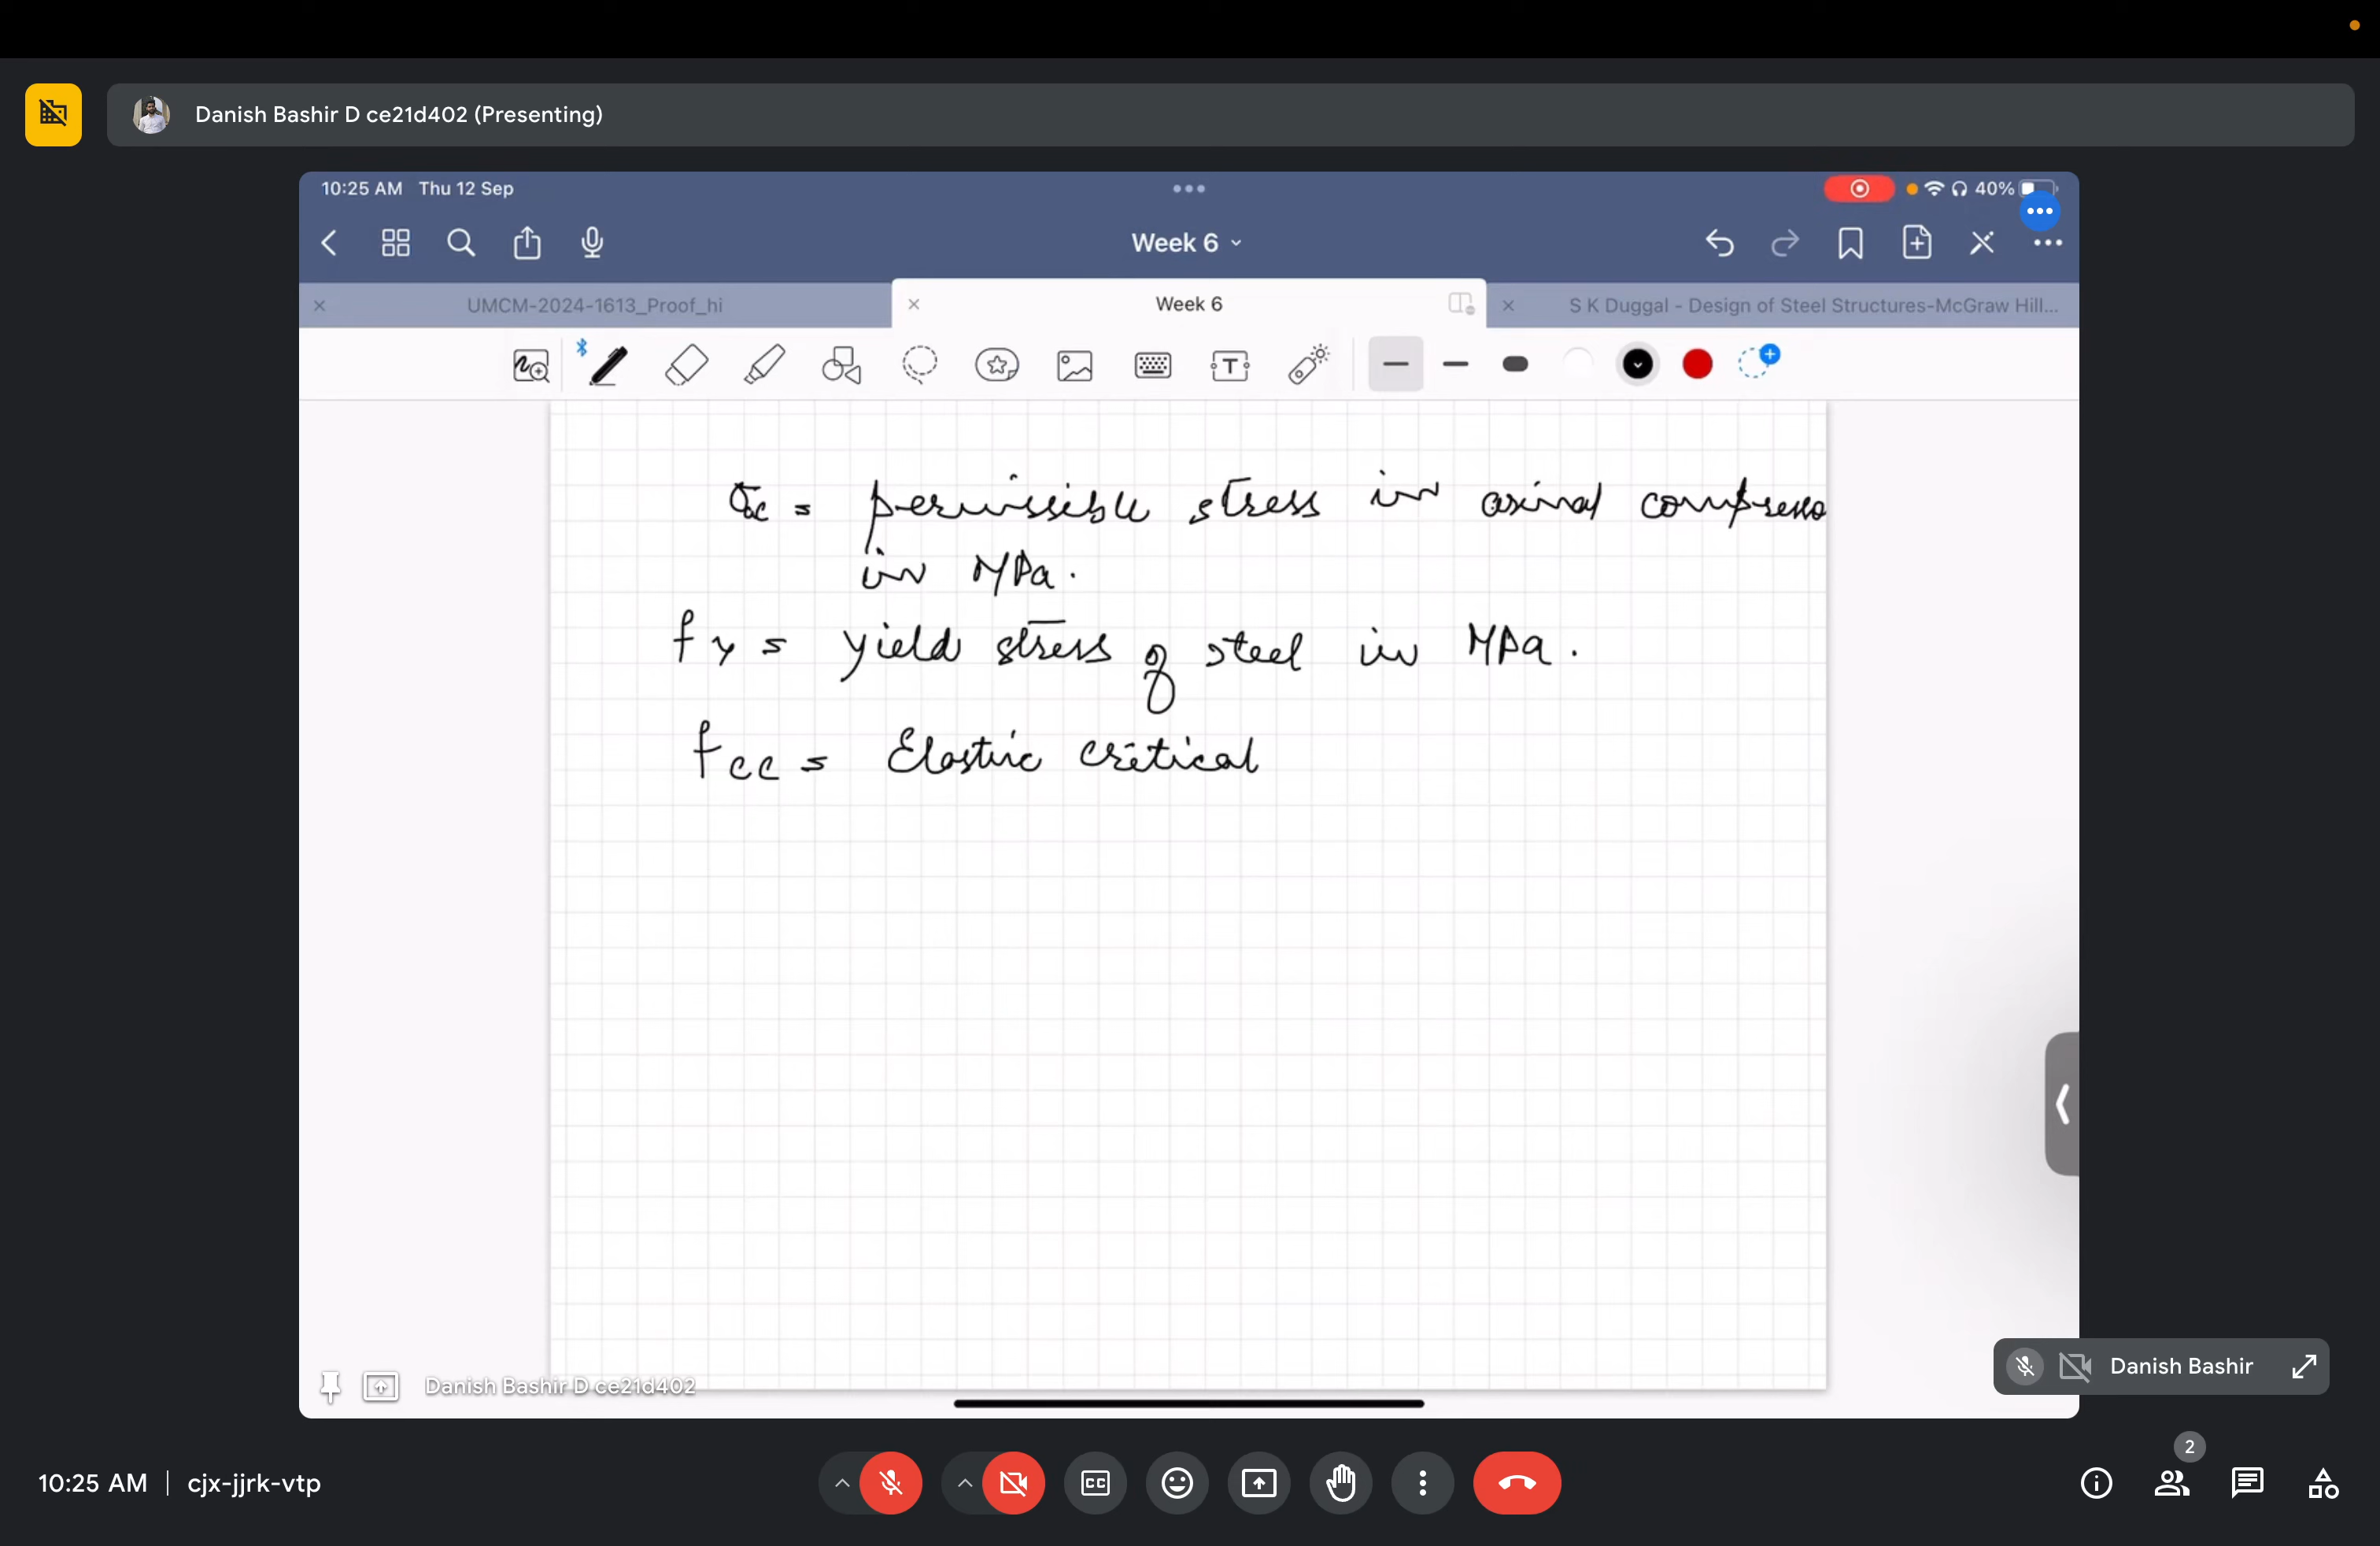 Danish Bashir D ce21d402 (Presenting)
10:25 AM Thu 12 Sep
40%
Week 6
UMCM-2024-1613_Proof_hi
Week 6
S K Duggal - Design of Steel Structures-McGraw Hill...
T
σac = permissible stress in axial compresso
in MPa.
fy = yield stress of steel in MPa.
fcc = Elastic critical
Danish Bashir D ce21d402
Danish Bashir
2
10:25 AM | cjx-jjrk-vtp
CC